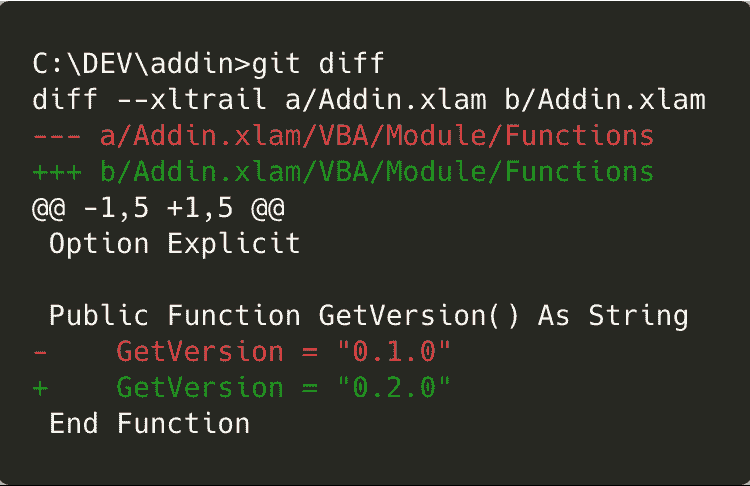 C:\DEV\addin>git diff
diff --xltrail a/Addin.xlam b/Addin.xlam
--- a/Addin.xlam/VBA/Module/Functions
+++ b/Addin.xlam/VBA/Module/Functions
@@ -1,5 +1,5 @@
 Option Explicit

 Public Function GetVersion() As String
-    GetVersion = "0.1.0"
+    GetVersion = "0.2.0"
 End Function